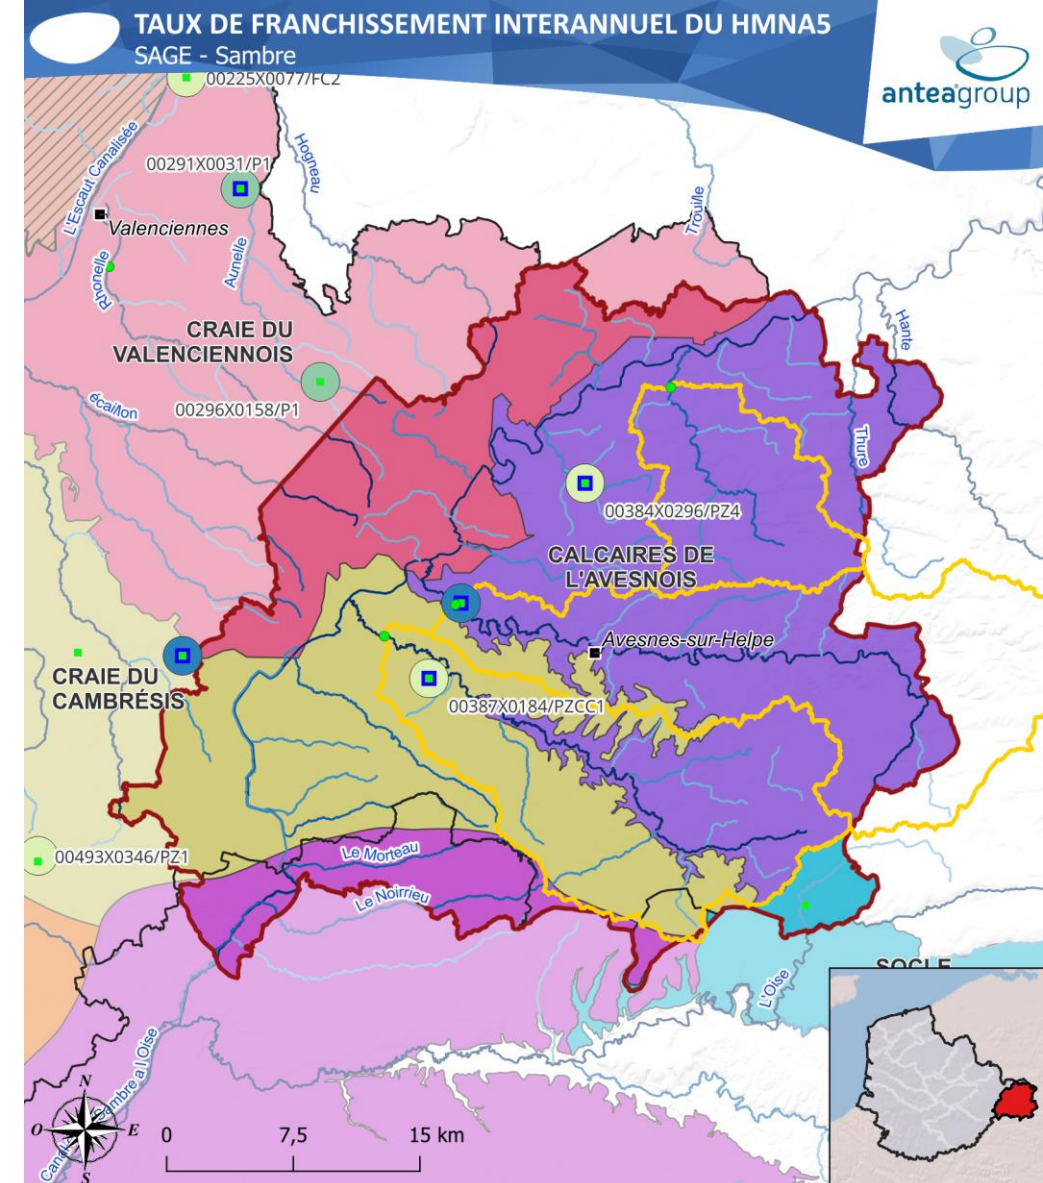 TAUX DE FRANCHISSEMENT INTERANNUEL DU HMNA5
SAGE - Sambre
anteagroup
00225X0077/FC2
L'Escaut Canalisée
Hogneau
00291X0031/P1
Trouille
Valenciennes
Rhonelle
Aunelle
Hante
CRAIE DU
VALENCIENNOIS
00296X0158/P1
écaillon
Thure
00384X0296/PZ4
CALCAIRES DE
L'AVESNOIS
Avesnes-sur-Helpe
CRAIE DU
CAMBRÉSIS
00387X0184/PZCC1
00493X0346/PZ1
Le Morteau
Le Noirrieu
SOCLE
L'Oise
Sambre a l Oise
N
O
E
S
0 7,5 15 km